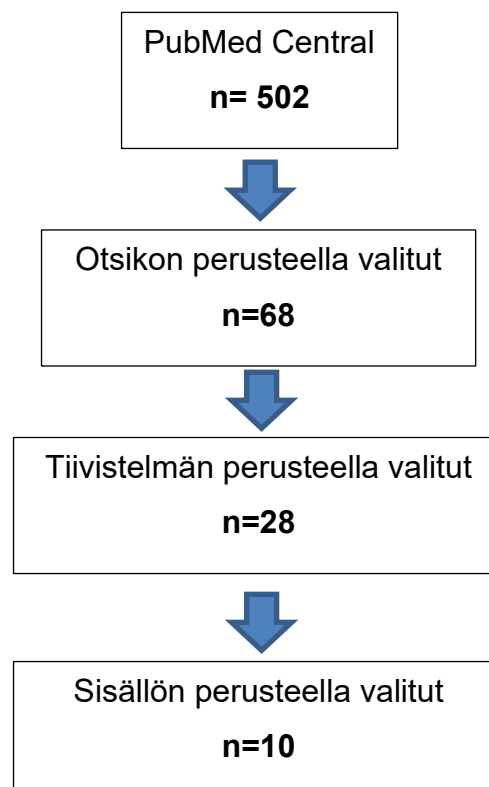 PubMed Central
n= 502
Otsikon perusteella valitut
n=68
Tiivistelmän perusteella valitut
n=28
Sisällön perusteella valitut
n=10